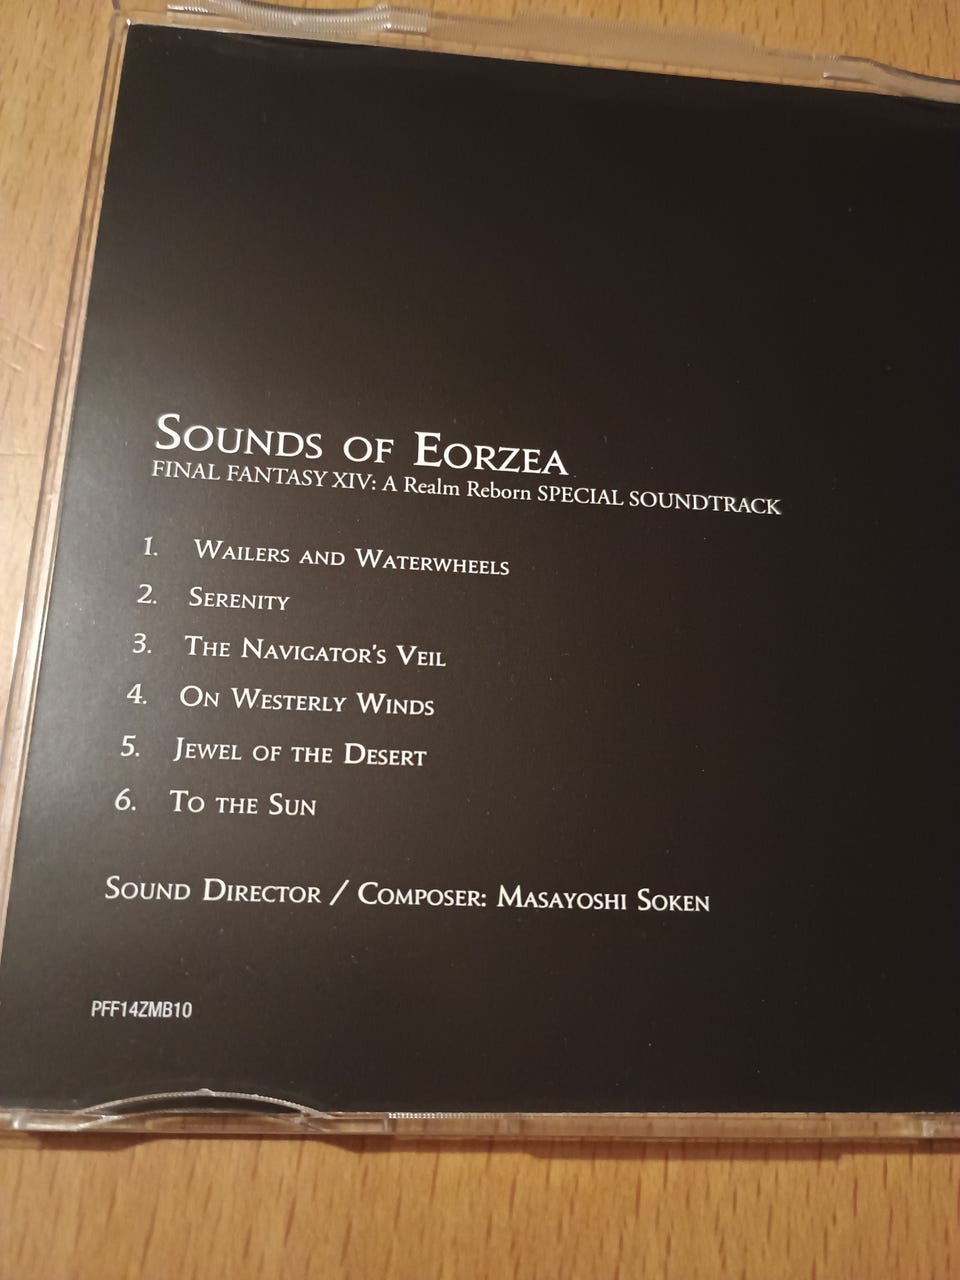 Sounds of Eorzea
FINAL FANTASY XIV: A Realm Reborn SPECIAL SOUNDTRACK
1. Wailers and Waterwheels
2. Serenity
3. The Navigator's Veil
4. On Westerly Winds
5. Jewel of the Desert
6. To the Sun
Sound Director / Composer: Masayoshi Soken
PFF14ZMB10